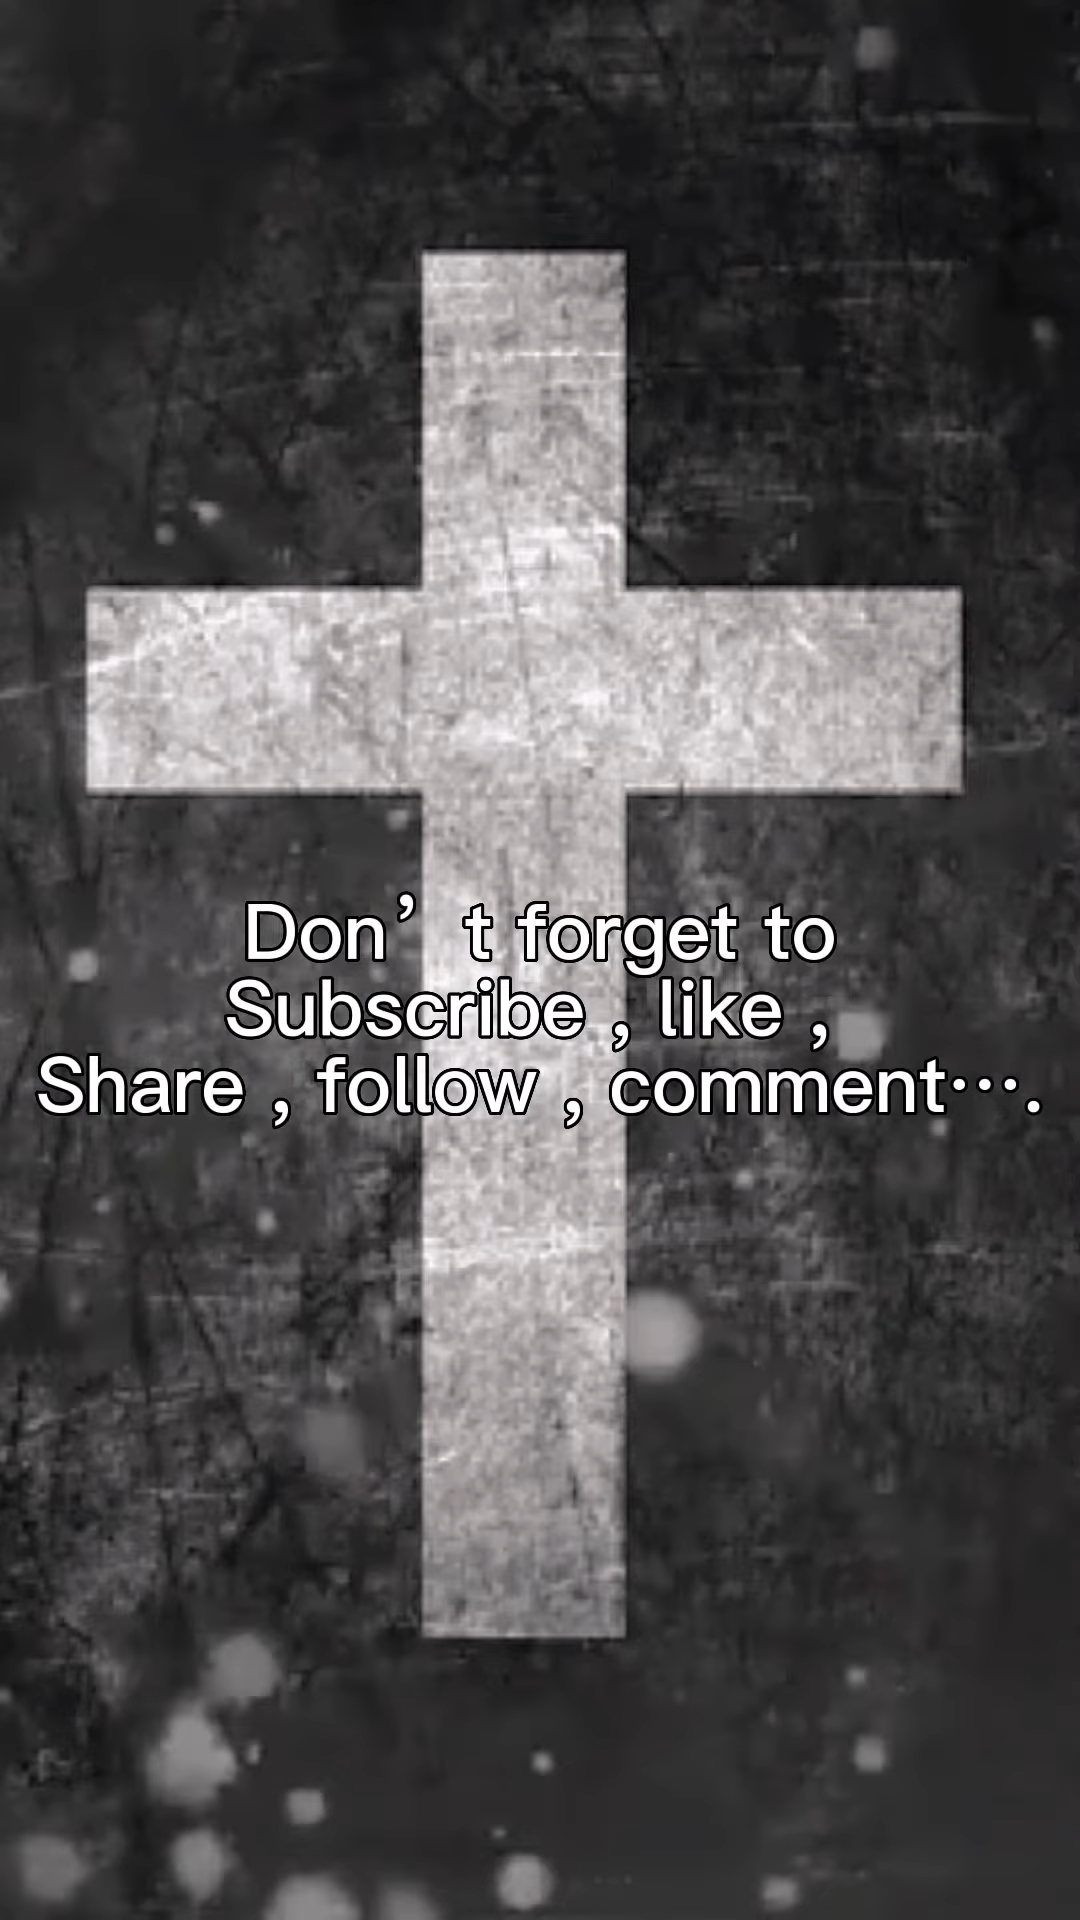 Don’t forget to
Subscribe , like ,
Share , follow , comment….